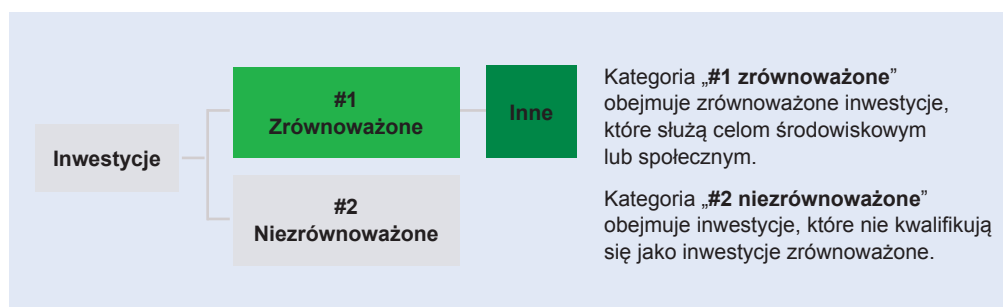 Inwestycje
#1
Zrównoważone
Inne
#2
Niezrównoważone
Kategoria „#1 zrównoważone”
obejmuje zrównoważone inwestycje,
które służą celom środowiskowym
lub społecznym.
Kategoria „#2 niezrównoważone”
obejmuje inwestycje, które nie kwalifikują
się jako inwestycje zrównoważone.